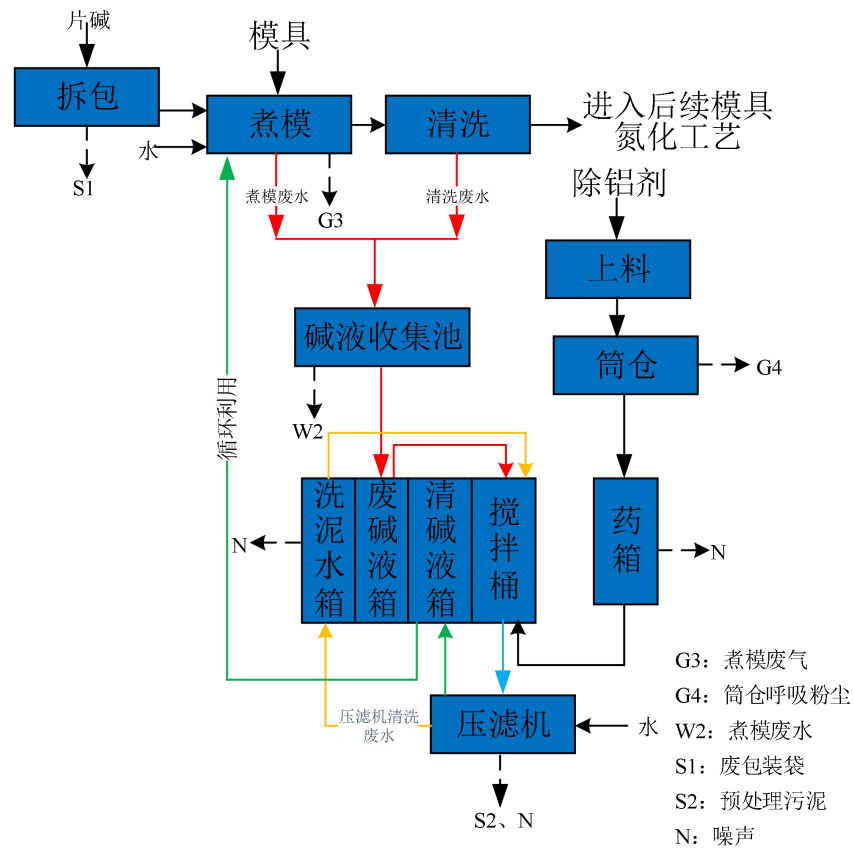 片碱
模具
拆包
煮模
清洗
进入后续模具
氮化工艺
水
S1
煮模废水
G3
清洗废水
除铝剂
上料
碱液收集池
筒仓
G4
循环利用
W2
洗泥水箱
废碱液箱
清碱液箱
搅拌桶
药箱
N
N
压滤机清洗
废水
压滤机
水
S2、N
G3：煮模废气
G4：筒仓呼吸粉尘
W2：煮模废水
S1：废包装袋
S2：预处理污泥
N：噪声